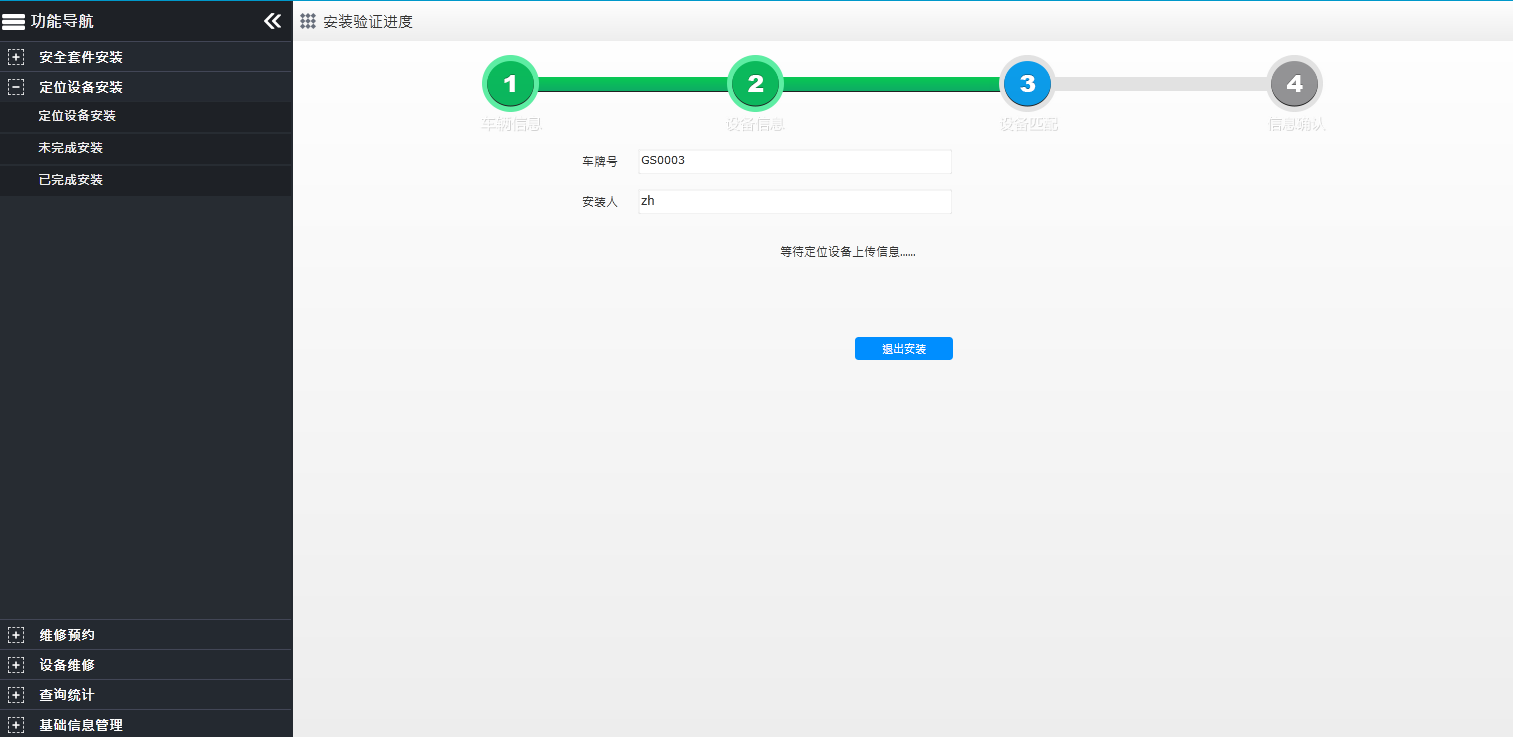 功能导航
安全套件安装
定位设备安装
定位设备安装
未完成安装
已完成安装
维修预约
设备维修
查询统计
基础信息管理
安装验证进度
1 2 3 4
车辆信息 设备信息 设备匹配 信息确认
车牌号 GS0003
安装人 zh
等待定位设备上传信息......
退出安装